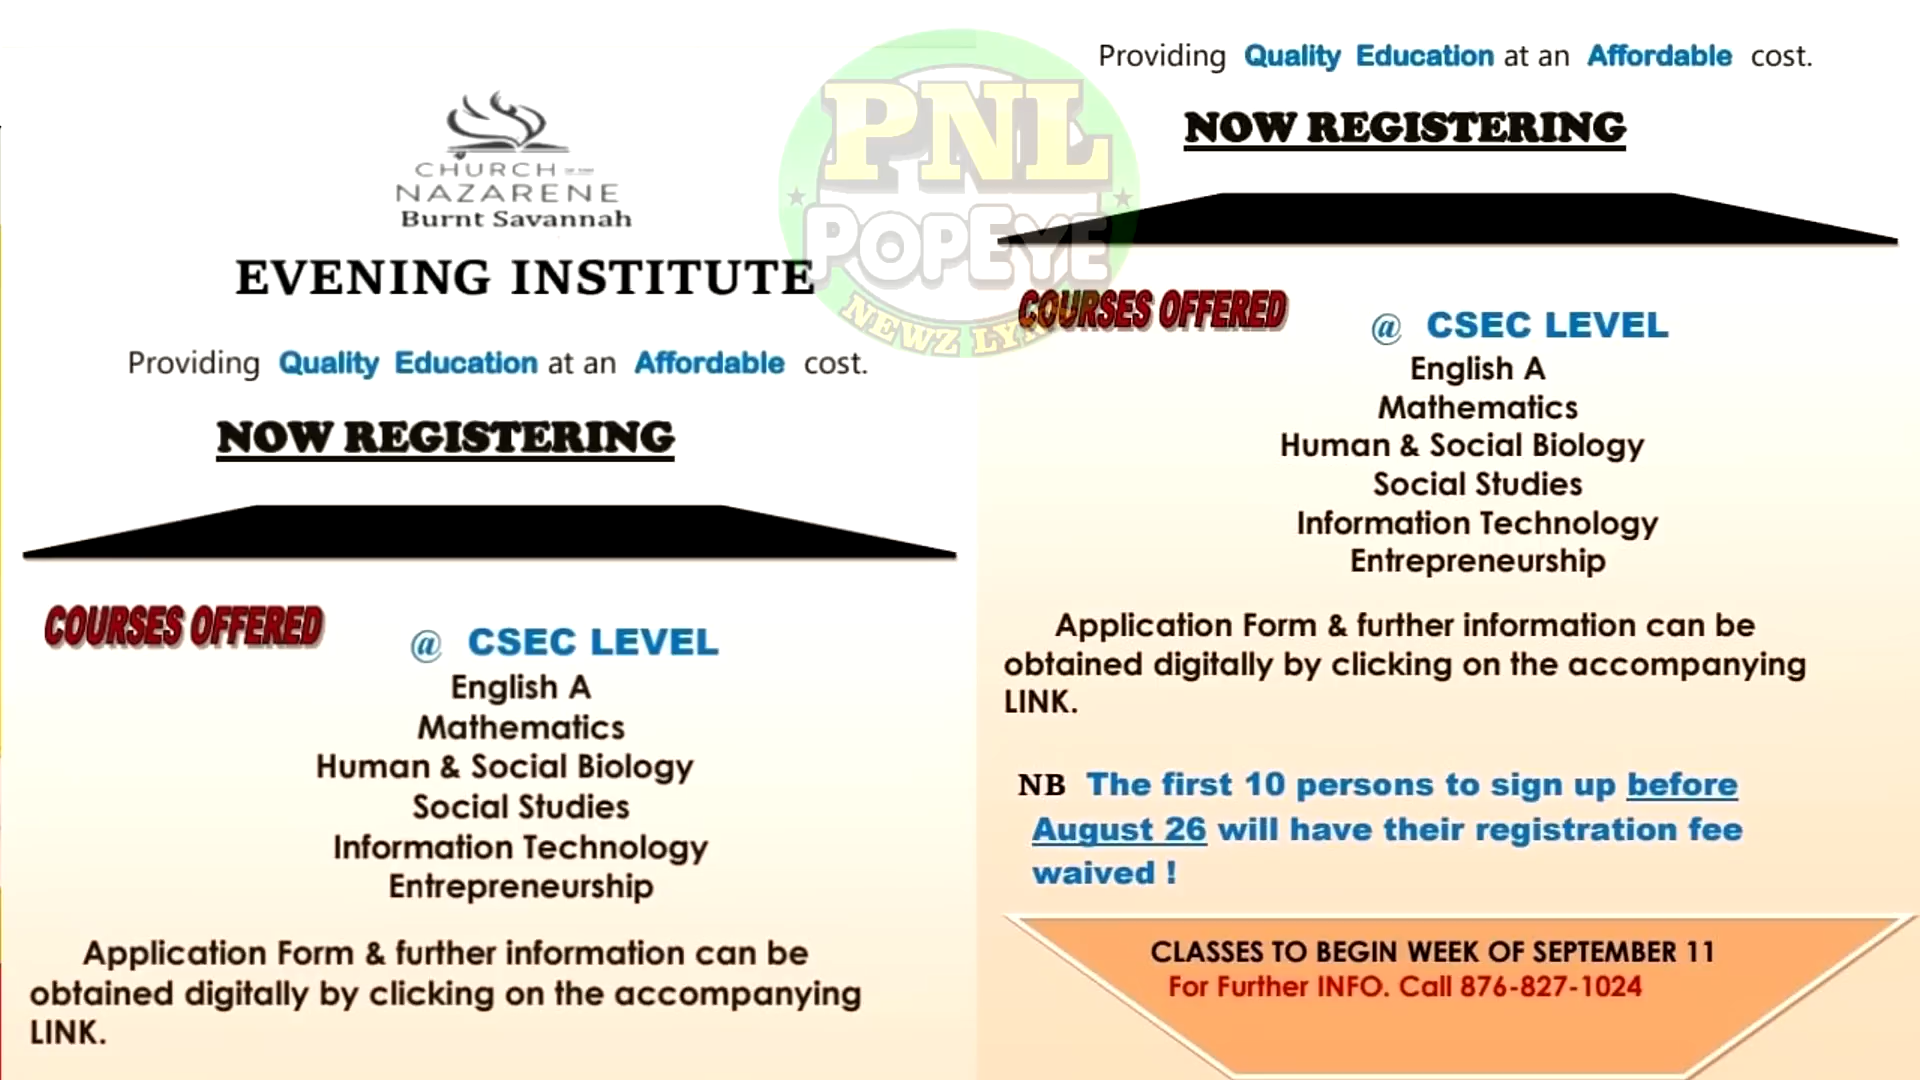 CHURCH OF THE
NAZARENE
Burnt Savannah
EVENING INSTITUTE
Providing Quality Education at an Affordable cost.
NOW REGISTERING
COURSES OFFERED
@ CSEC LEVEL
English A
Mathematics
Human & Social Biology
Social Studies
Information Technology
Entrepreneurship
Application Form & further information can be
obtained digitally by clicking on the accompanying
LINK.
PNL
POPEYE
NEWZ LYN
Providing Quality Education at an Affordable cost.
NOW REGISTERING
COURSES OFFERED
@ CSEC LEVEL
English A
Mathematics
Human & Social Biology
Social Studies
Information Technology
Entrepreneurship
Application Form & further information can be
obtained digitally by clicking on the accompanying
LINK.
NB The first 10 persons to sign up before
August 26 will have their registration fee
waived !
CLASSES TO BEGIN WEEK OF SEPTEMBER 11
For Further INFO. Call 876-827-1024